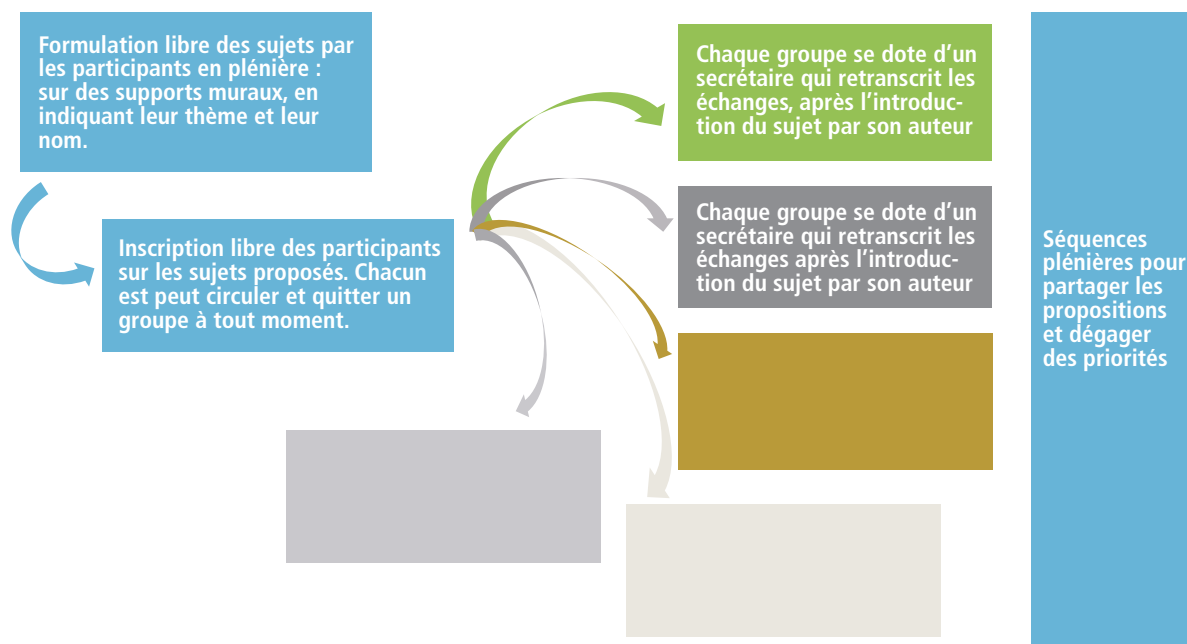 Formulation libre des sujets par
les participants en plénière :
sur des supports muraux, en
indiquant leur thème et leur
nom.
Inscription libre des participants
sur les sujets proposés. Chacun
est peut circuler et quitter un
groupe à tout moment.
Chaque groupe se dote d’un
secrétaire qui retranscrit les
échanges, après l’introduc-
tion du sujet par son auteur
Chaque groupe se dote d’un
secrétaire qui retranscrit les
échanges après l’introduc-
tion du sujet par son auteur
Séquences
plénières pour
partager les
propositions
et dégager
des priorités